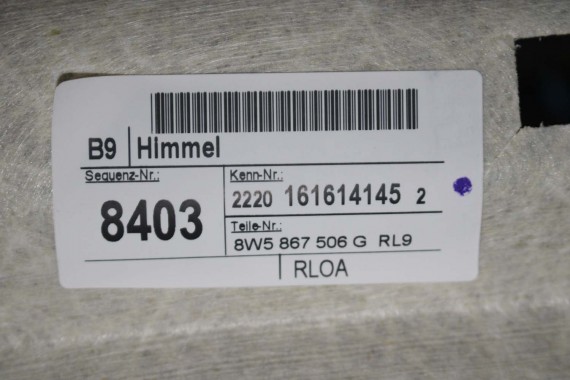 B9 Himmel
Sequenz-Nr.:
8403
Kenn-Nr.:
2220 161614145 2
Teile-Nr.:
8W5 867 506 G RL9
RLOA